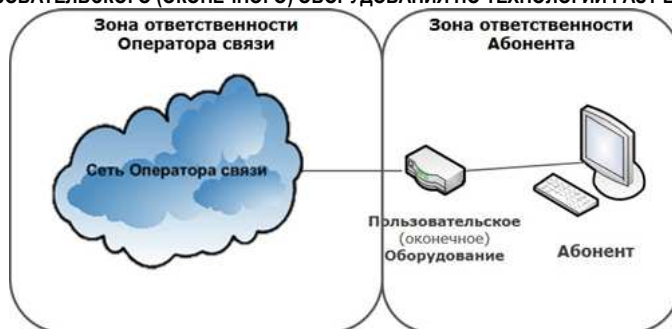 Зона ответственности
Оператора связи
Зона ответственности
Абонента
Сеть Оператора связи
Пользовательское
(оконечное)
Оборудование
Абонент